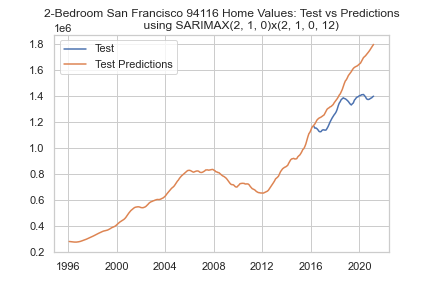 2-Bedroom San Francisco 94116 Home Values: Test vs Predictions
using SARIMAX(2, 1, 0)x(2, 1, 0, 12)
1e6
Test
Test Predictions
1.8
1.6
1.4
1.2
1.0
0.8
0.6
0.4
0.2
1996 2000 2004 2008 2012 2016 2020